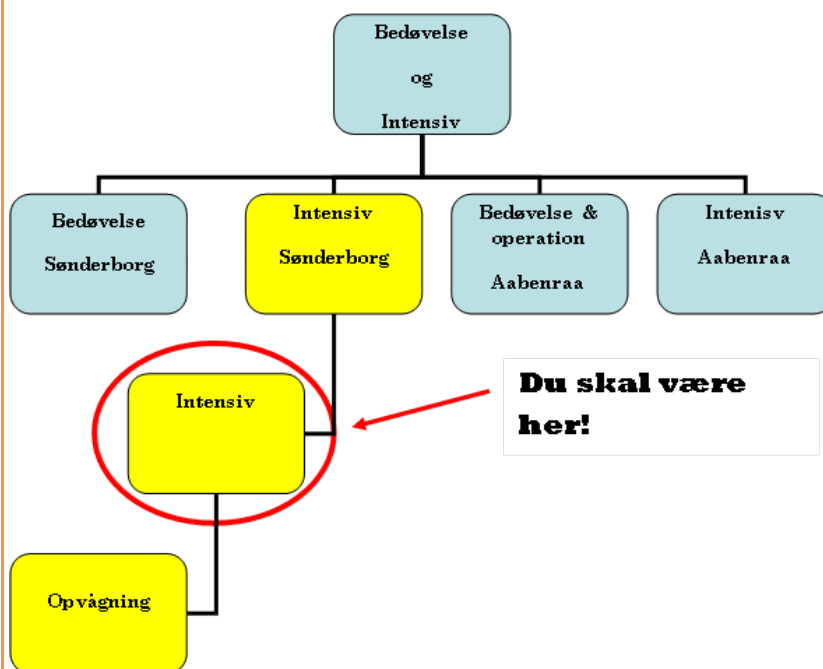 Bedøvelse
og
Intensiv
Bedøvelse
Sønderborg
Intensiv
Sønderborg
Bedøvelse &
operation
Aabenraa
Intenisv
Aabenraa
Intensiv
Du skal være
her!
Opvågning